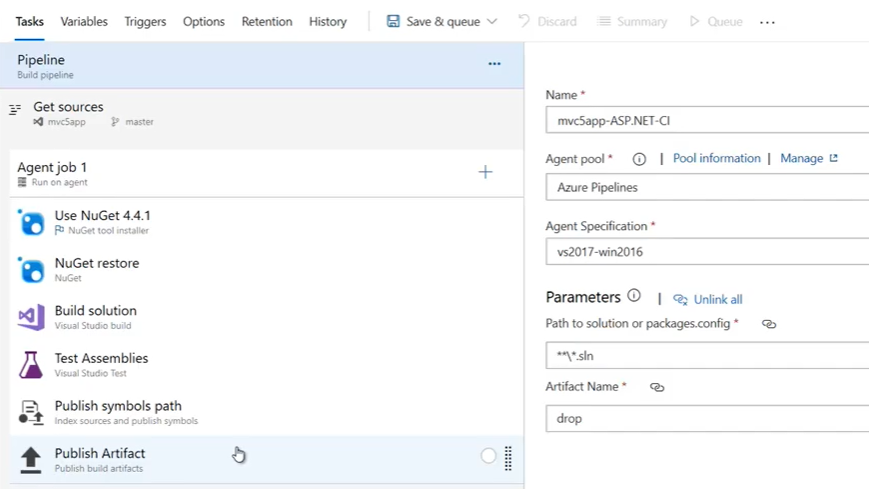 Tasks Variables Triggers Options Retention History Save & queue Discard Summary Queue ...
Pipeline
Build pipeline
Get sources
mvc5app master
Agent job 1
Run on agent
Use NuGet 4.4.1
NuGet tool installer
NuGet restore
NuGet
Build solution
Visual Studio build
Test Assemblies
Visual Studio Test
Publish symbols path
Index sources and publish symbols
Publish Artifact
Publish build artifacts
Name *
mvc5app-ASP.NET-CI
Agent pool * | Pool information | Manage
Azure Pipelines
Agent Specification *
vs2017-win2016
Parameters | Unlink all
Path to solution or packages.config *
**\*.sln
Artifact Name *
drop